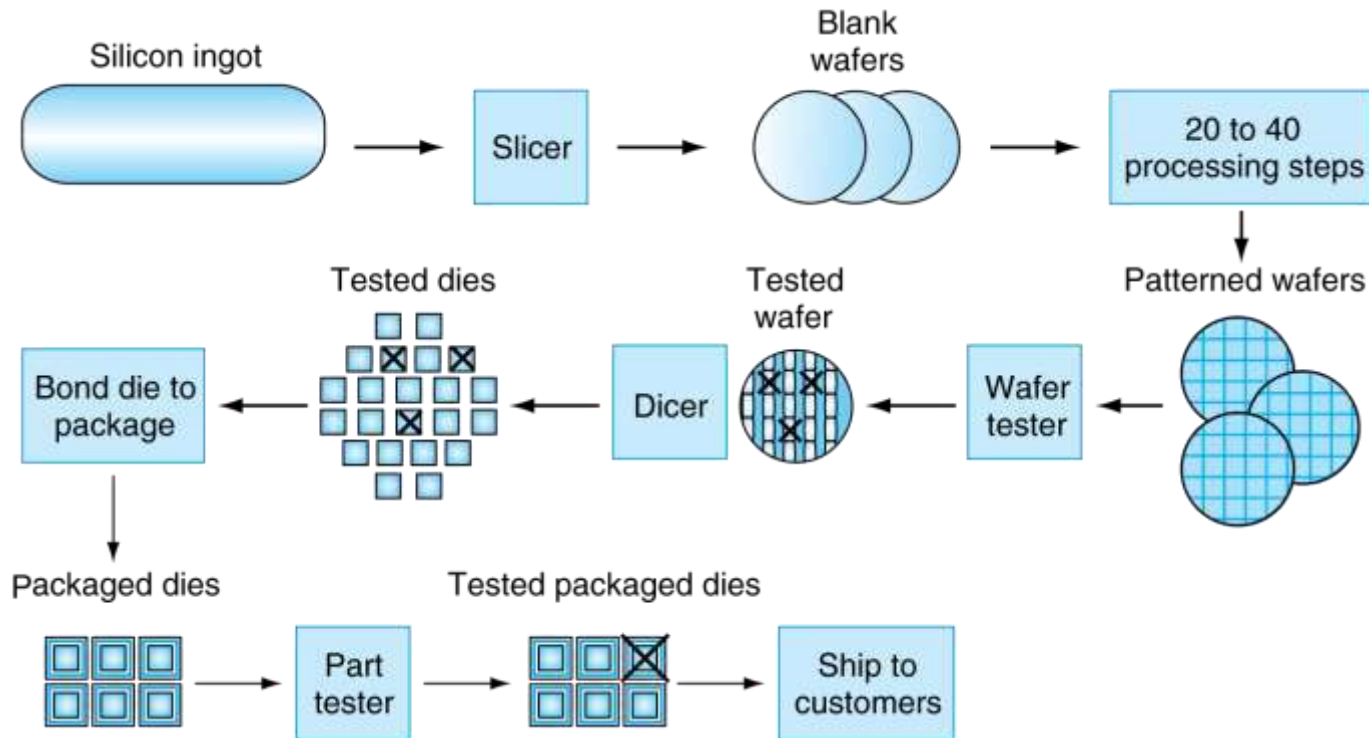 Silicon ingot
Slicer
Blank
wafers
20 to 40
processing steps
Tested dies
Tested
wafer
Patterned wafers
Bond die to
package
Dicer
Wafer
tester
Packaged dies
Tested packaged dies
Part
tester
Ship to
customers